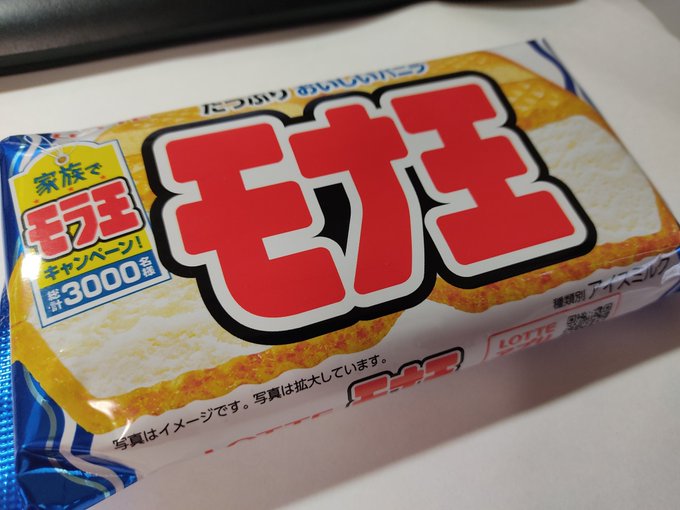 たっぷり おいしいバニラ
モナ王
家族で
モラ王
キャンペーン!
総計3000名様
種類別 アイスミルク
LOTTE
写真はイメージです。写真は拡大しています。
モナ王
LOTTE